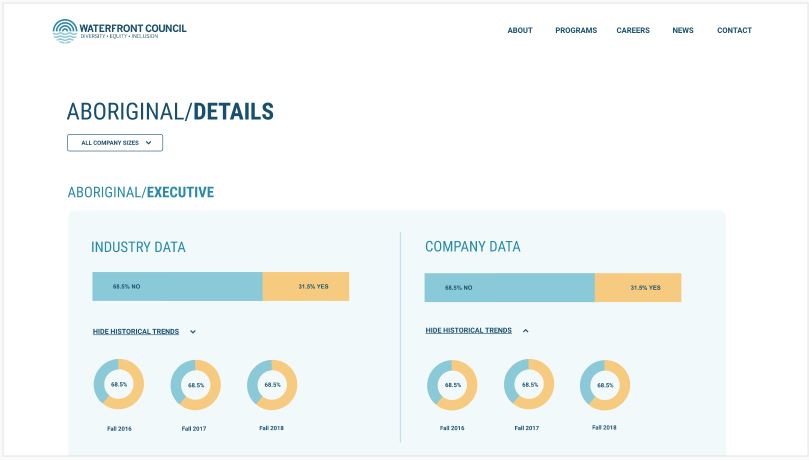 WATERFRONT COUNCIL
DIVERSITY • EQUITY • INCLUSION
ABOUT PROGRAMS CAREERS NEWS CONTACT
ABORIGINAL/DETAILS
ALL COMPANY SIZES
ABORIGINAL/EXECUTIVE
INDUSTRY DATA
68.5% NO 31.5% YES
HIDE HISTORICAL TRENDS
68.5% 68.5% 68.5%
Fall 2016 Fall 2017 Fall 2018
COMPANY DATA
68.5% NO 31.5% YES
HIDE HISTORICAL TRENDS
68.5% 68.5% 68.5%
Fall 2016 Fall 2017 Fall 2018